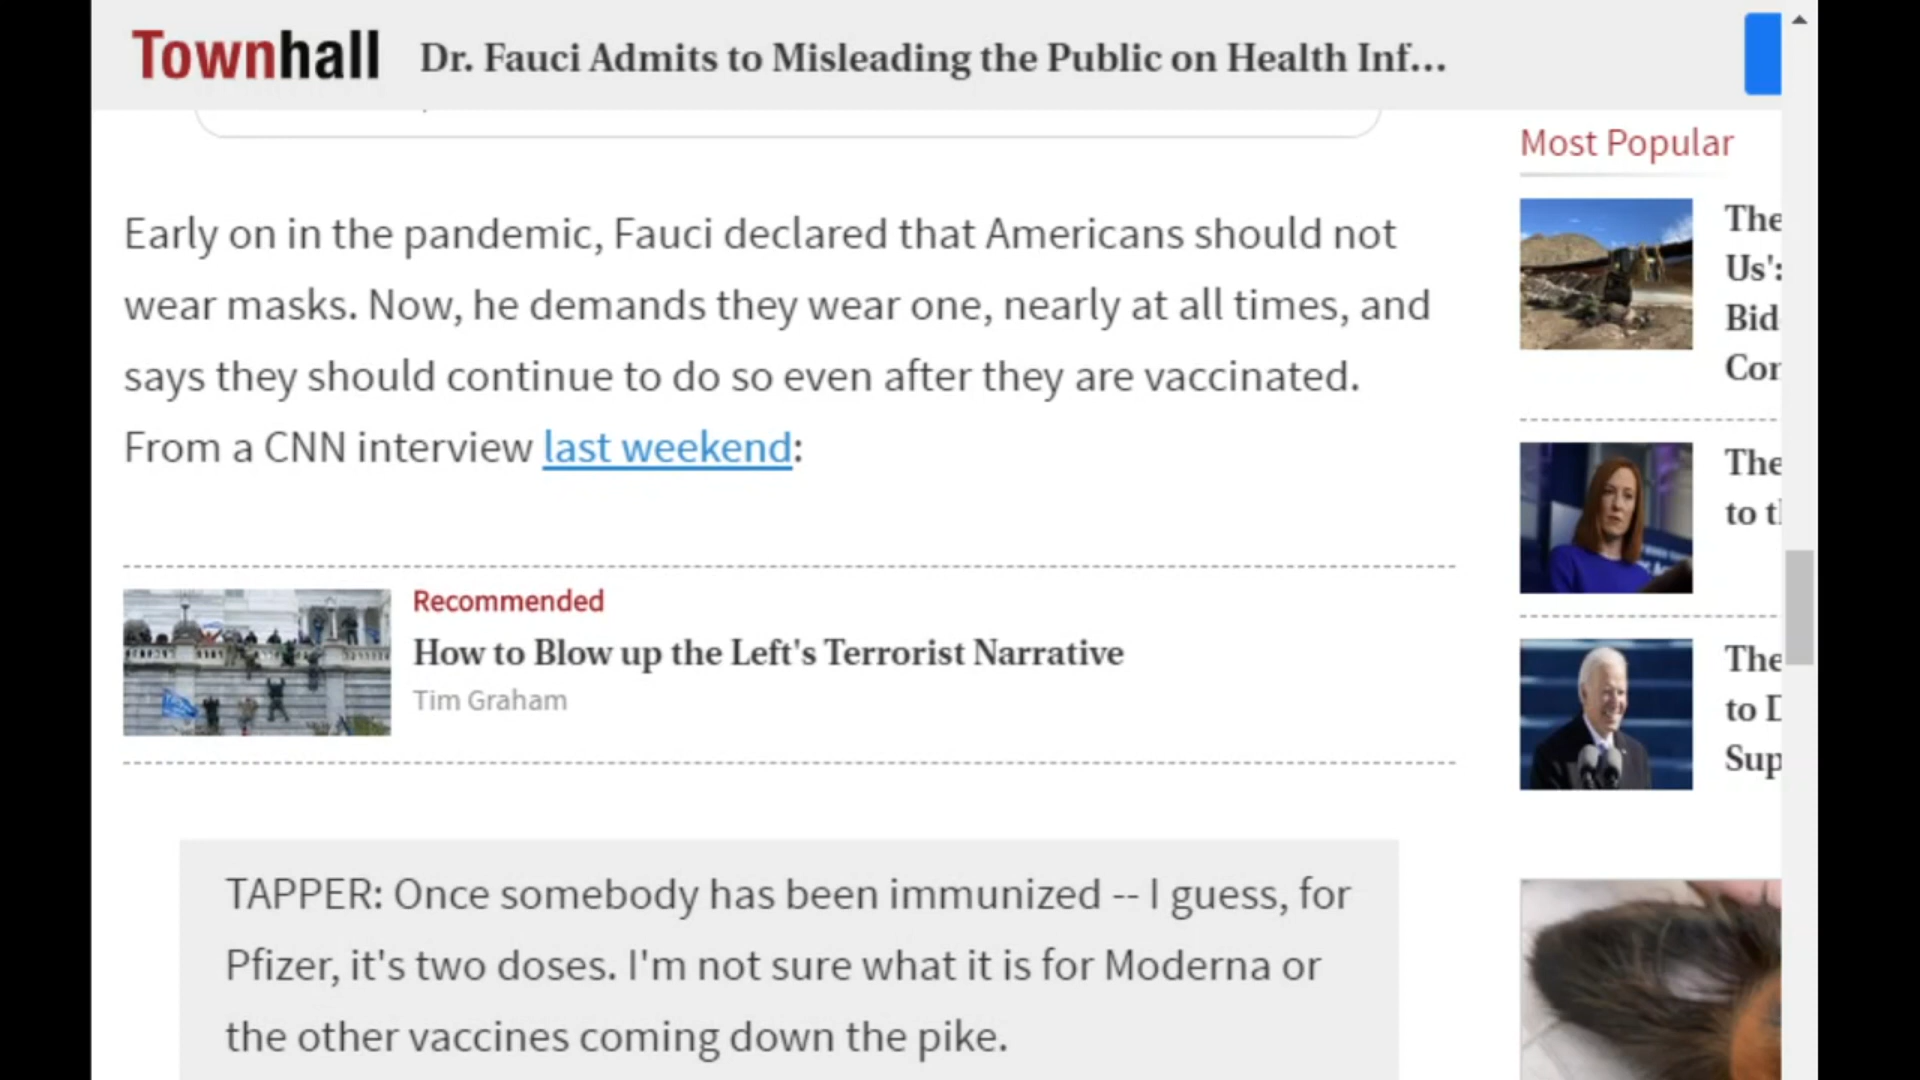 Townhall
Dr. Fauci Admits to Misleading the Public on Health Inf...
Early on in the pandemic, Fauci declared that Americans should not
wear masks. Now, he demands they wear one, nearly at all times, and
says they should continue to do so even after they are vaccinated.
From a CNN interview last weekend:
Recommended
How to Blow up the Left's Terrorist Narrative
Tim Graham
TAPPER: Once somebody has been immunized -- I guess, for
Pfizer, it's two doses. I'm not sure what it is for Moderna or
the other vaccines coming down the pike.
Most Popular
The
Us':
Bid
Con
The
to t
The
to D
Sup